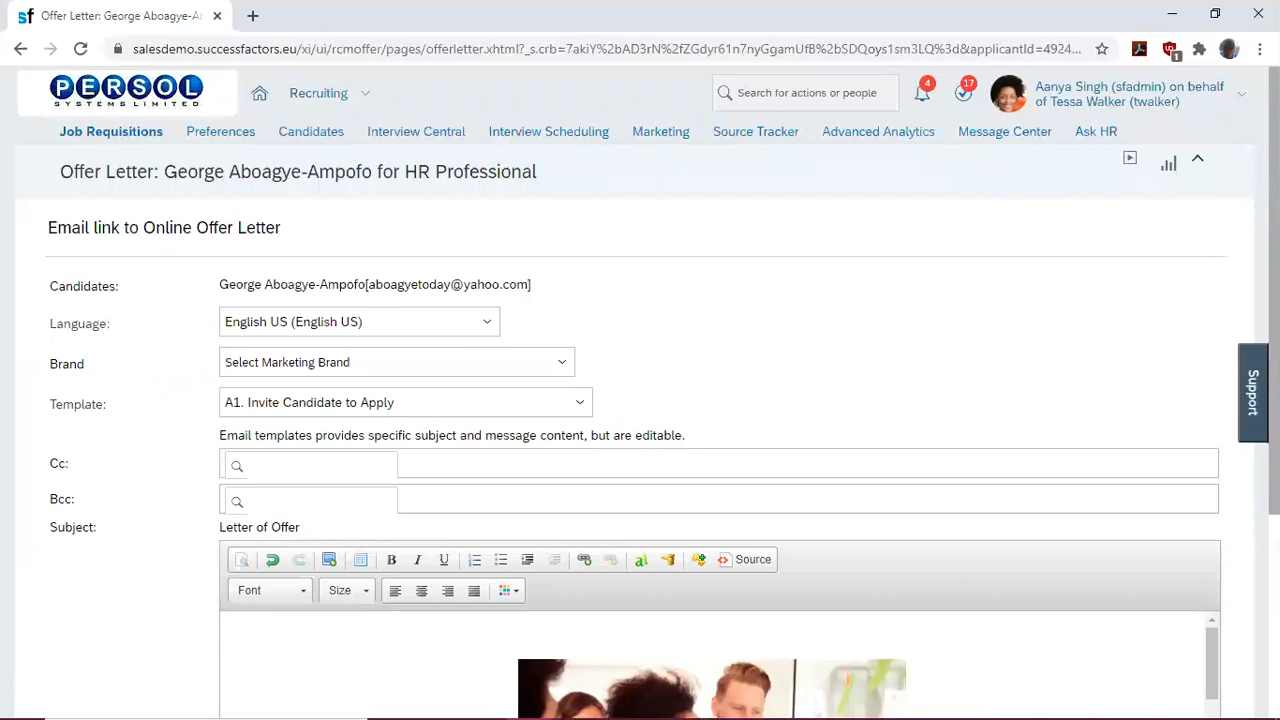 Offer Letter: George Aboagye-A
salesdemo.successfactors.eu/xi/ui/rcmoffer/pages/offerletter.xhtml?_s.crb=7akiY%2bAD3rN%2fZGdyr61n7nyGgamUfB%2bSDQoys1sm3LQ%3d&applicantId=4924...
1
PERSOL
SYSTEMS LIMITED
Recruiting
Search for actions or people
4
17
Aanya Singh (sfadmin) on behalf
of Tessa Walker (twalker)
Job Requisitions Preferences Candidates Interview Central Interview Scheduling Marketing Source Tracker Advanced Analytics Message Center Ask HR
Offer Letter: George Aboagye-Ampofo for HR Professional
Email link to Online Offer Letter
Candidates: George Aboagye-Ampofo[aboagyetoday@yahoo.com]
Language: English US (English US)
Brand Select Marketing Brand
Template: A1. Invite Candidate to Apply
Email templates provides specific subject and message content, but are editable.
Cc:
Bcc:
Subject: Letter of Offer
B I U Source
Font Size
Support